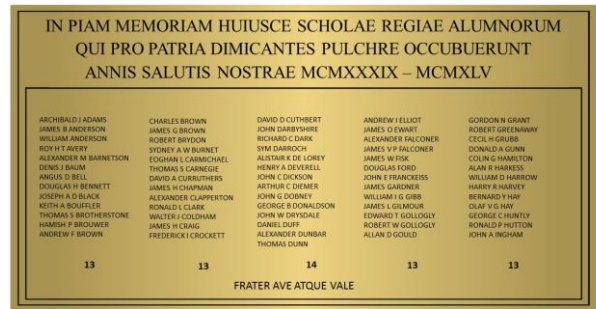 IN PIAM MEMORIAM HUIUSCE SCHOLAE REGIAE ALUMNORUM
QUI PRO PATRIA DIMICANTES PULCHRE OCCUBUERUNT
ANNIS SALUTIS NOSTRAE MCMXXXIX – MCMXLV
ARCHIBALD J ADAMS
JAMES B ANDERSON
WILLIAM ANDERSON
ROY H T AVERY
ALEXANDER M BARNETSON
DENIS J BAUM
ANGUS D BELL
DOUGLAS H BENNETT
JOSEPH A D BLACK
KEITH A BOUFFLER
THOMAS S BROTHERSTONE
HAMISH P BROUWER
ANDREW F BROWN
13
CHARLES BROWN
JAMES G BROWN
ROBERT BRYDON
SYDNEY A W BURNET
EOGHAN L CARMICHAEL
THOMAS S CARNEGIE
DAVID A CURRUTHERS
JAMES H CHAPMAN
ALEXANDER CLAPPERTON
RONALD L CLARK
WALTER J COLDHAM
JAMES H CRAIG
FREDERICK I CROCKETT
13
DAVID D CUTHBERT
JOHN DARBYSHIRE
RICHARD C DARK
TSM DARROCH
ALISTAIR K DE LOREY
HENRY A DEVERELL
JOHN C DICKSON
ARTHUR C DIEMER
JOHN G DOBNEY
GEORGE B DONALDSON
JOHN W DRYSDALE
DANIEL DUFF
ALEXANDER DUNBAR
THOMAS DUNN
14
ANDREW I ELLIOT
JAMES O EWART
ALEXANDER FALCONER
JAMES V P FALCONER
JAMES W FISK
DOUGLAS FORD
JOHN E FRANCKEISS
JAMES GARDNER
WILLIAM I G GIBB
JAMES L GILMOUR
EDWARD T GOLLOGLY
ROBERT W GOLLOGLY
ALLAN D GOULD
13
GORDON N GRANT
ROBERT GREENAWAY
CECIL H GRUBB
DONALD A GUNN
COLIN G HAMILTON
ALAN R HARKESS
WILLIAM D HARROW
HARRY R HARVEY
BERNARD Y HAY
OLAF V G HAY
GEORGE C HUNTLY
RONALD P HUTTON
JOHN A INGHAM
13
FRATER AVE ATQUE VALE